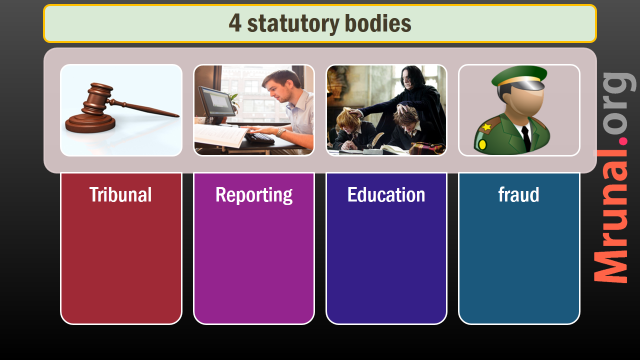 4 statutory bodies
Tribunal
Reporting
Education
fraud
Mrunal.org